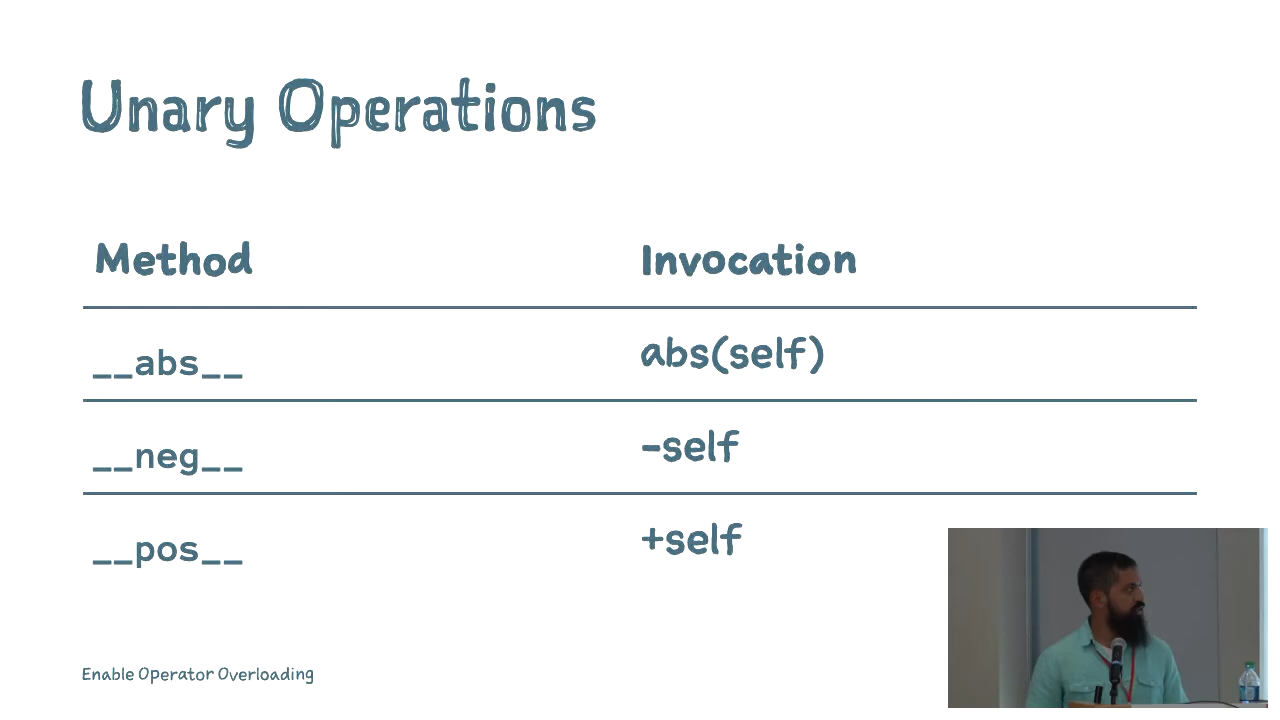 Unary Operations
Method Invocation
__abs__ abs(self)
__neg__ -self
__pos__ +self
Enable Operator Overloading